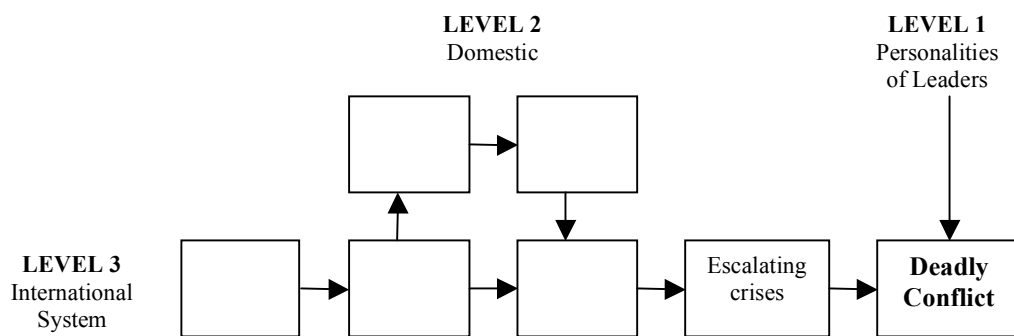 LEVEL 2
Domestic
LEVEL 1
Personalities
of Leaders
LEVEL 3
International
System
Escalating
crises
Deadly
Conflict